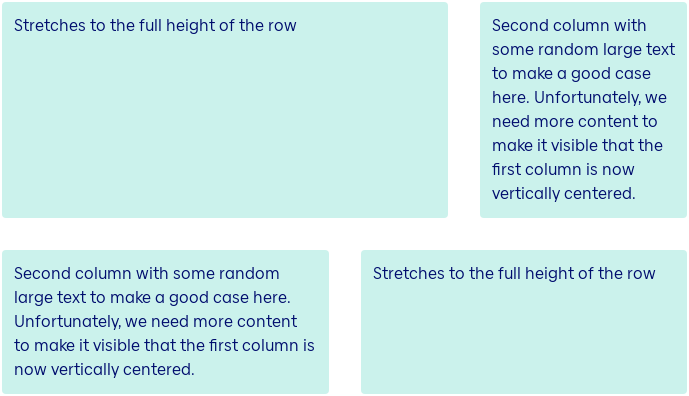 Stretches to the full height of the row
Second column with
some random large text
to make a good case
here. Unfortunately, we
need more content to
make it visible that the
first column is now
vertically centered.
Second column with some random
large text to make a good case here.
Unfortunately, we need more content
to make it visible that the first column is
now vertically centered.
Stretches to the full height of the row